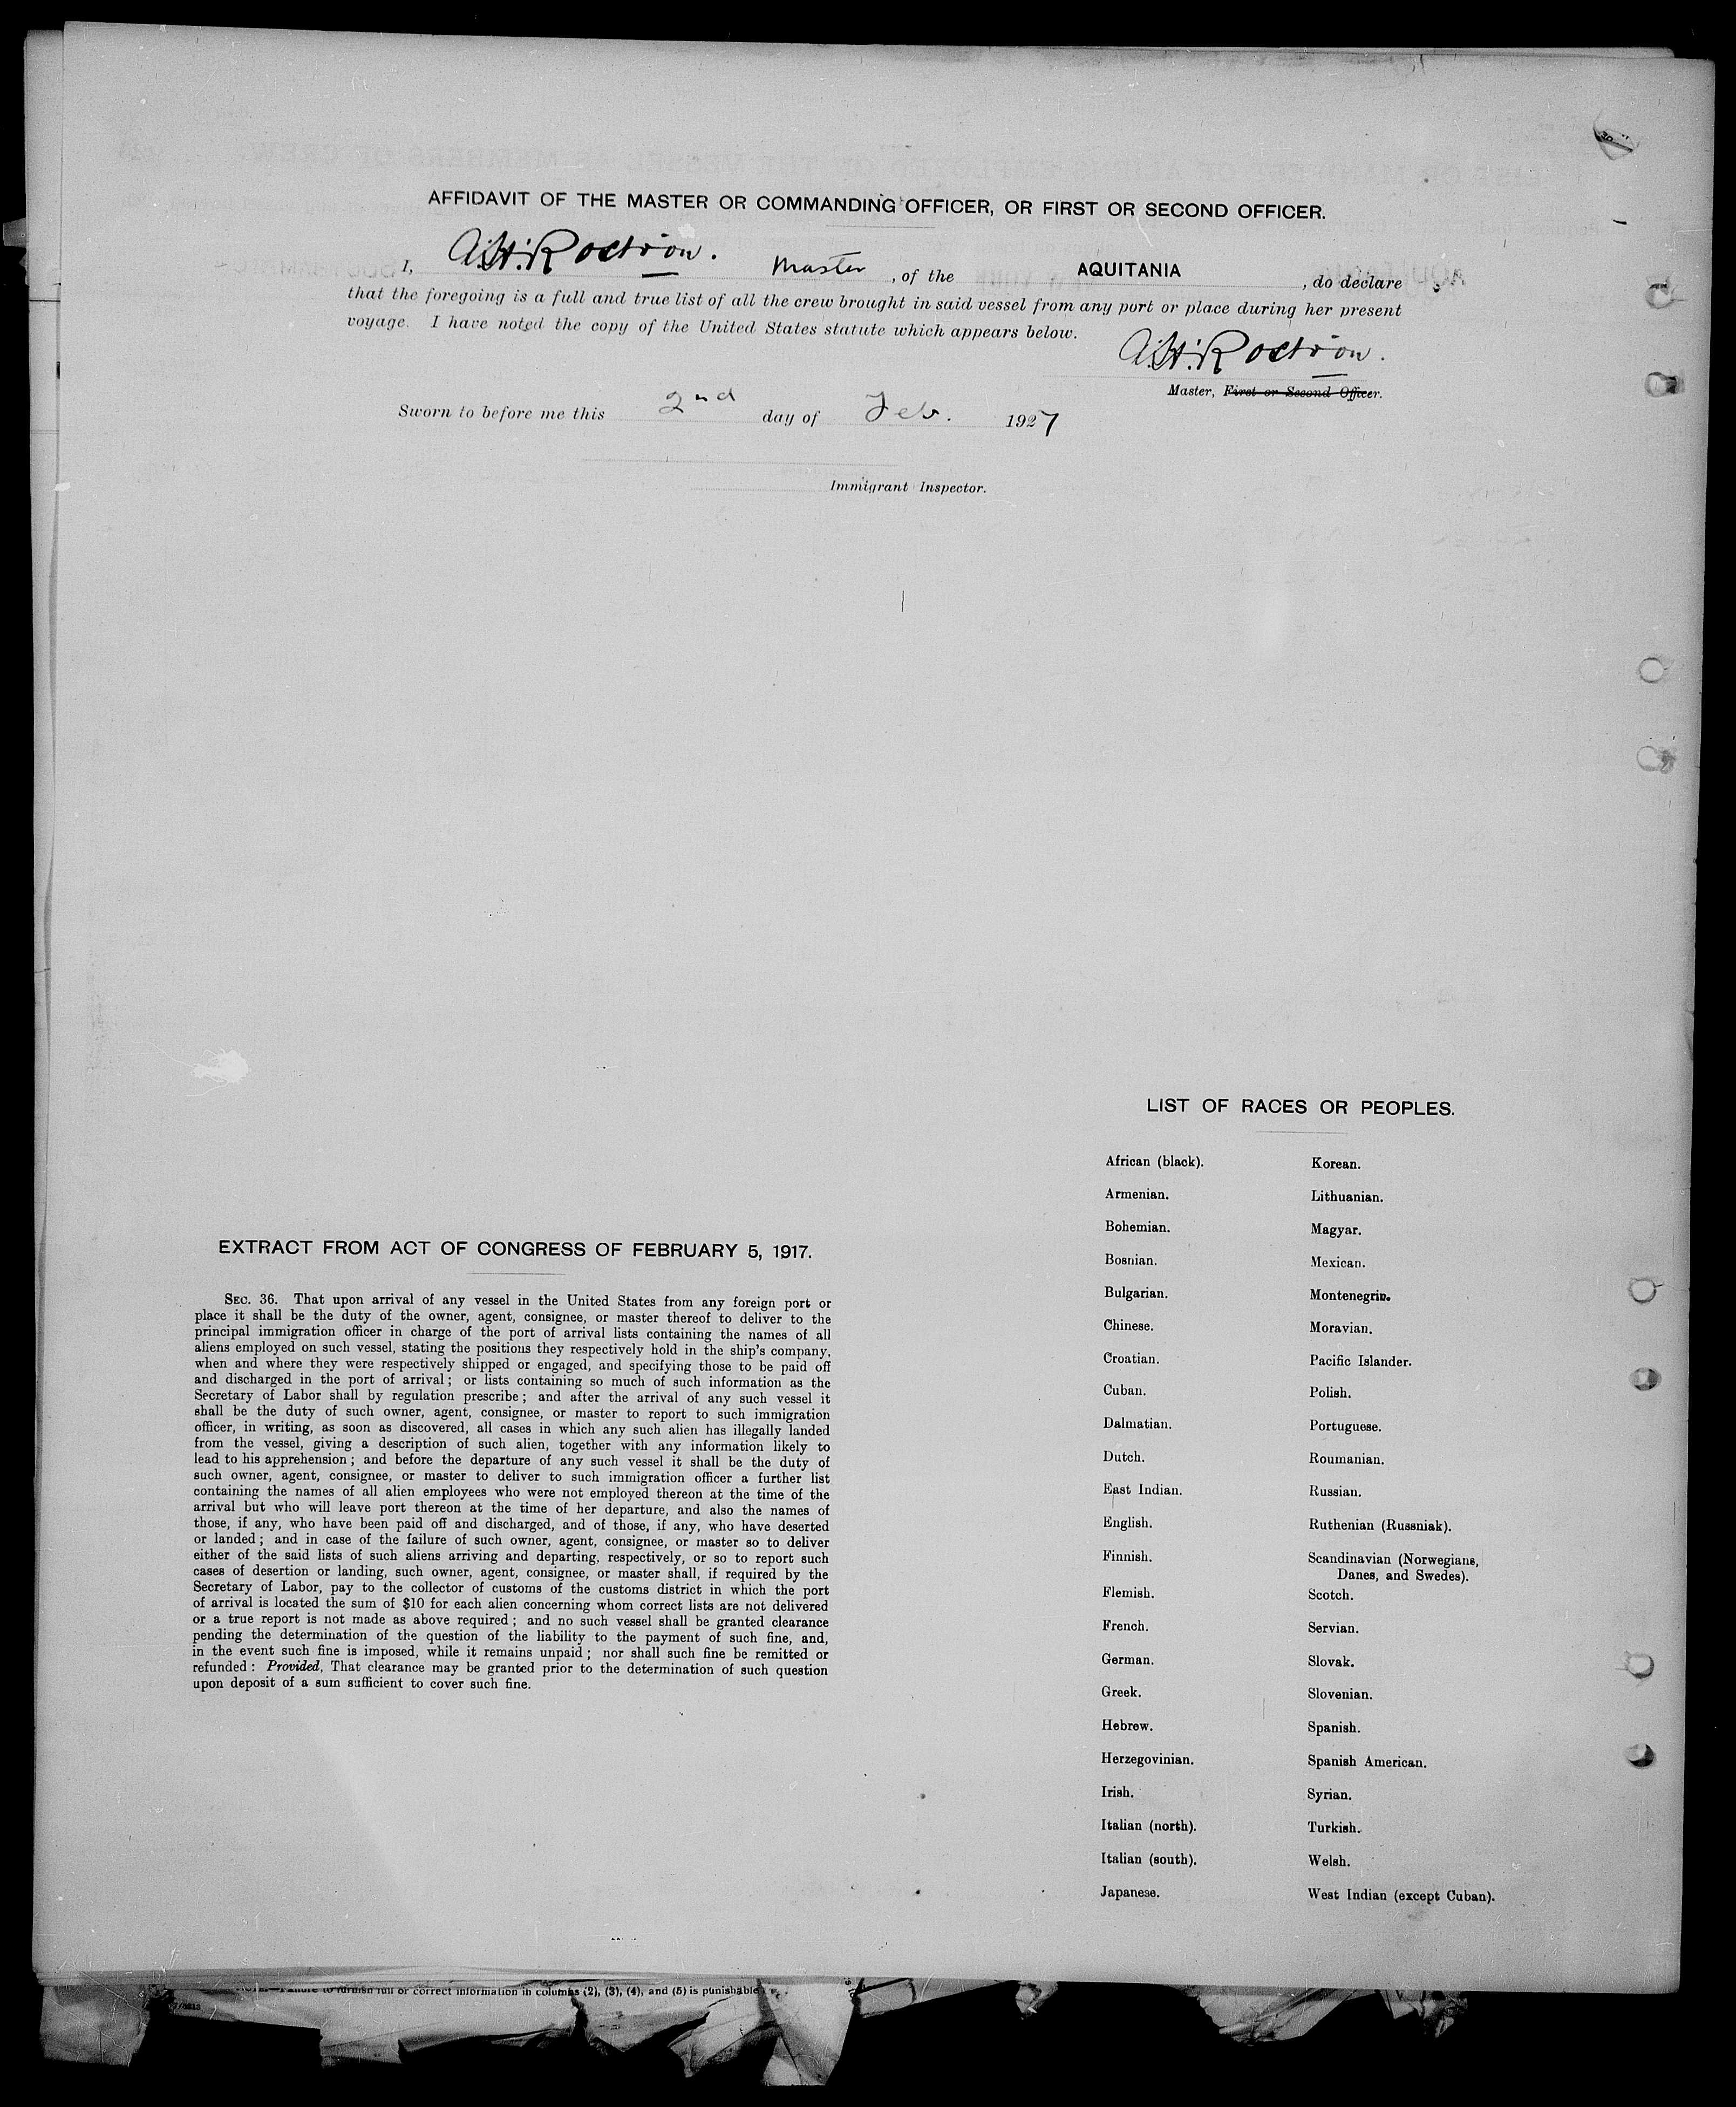 AFFIDAVIT OF THE MASTER OR COMMANDING OFFICER, OR FIRST OR SECOND OFFICER.
I, A.H. Rostron. Master, of the AQUITANIA, do declare
that the foregoing is a full and true list of all the crew brought in said vessel from any port or place during her present
voyage. I have noted the copy of the United States statute which appears below.
A.H. Rostron.
Master, First or Second Officer.
Sworn to before me this 2nd day of Feb. 1927
Immigrant Inspector.
EXTRACT FROM ACT OF CONGRESS OF FEBRUARY 5, 1917.
SEC. 36. That upon arrival of any vessel in the United States from any foreign port or
place it shall be the duty of the owner, agent, consignee, or master thereof to deliver to the
principal immigration officer in charge of the port of arrival lists containing the names of all
aliens employed on such vessel, stating the positions they respectively hold in the ship's company,
when and where they were respectively shipped or engaged, and specifying those to be paid off
and discharged in the port of arrival; or lists containing so much of such information as the
Secretary of Labor shall by regulation prescribe; and after the arrival of any such vessel it
shall be the duty of such owner, agent, consignee, or master to report to such immigration
officer, in writing, as soon as discovered, all cases in which any such alien has illegally landed
from the vessel, giving a description of such alien, together with any information likely to
lead to his apprehension; and before the departure of any such vessel it shall be the duty of
such owner, agent, consignee, or master to deliver to such immigration officer a further list
containing the names of all alien employees who were not employed thereon at the time of the
arrival but who will leave port thereon at the time of her departure, and also the names of
those, if any, who have been paid off and discharged, and of those, if any, who have deserted
or landed; and in case of the failure of such owner, agent, consignee, or master so to deliver
either of the said lists of such aliens arriving and departing, respectively, or so to report such
cases of desertion or landing, such owner, agent, consignee, or master shall, if required by the
Secretary of Labor, pay to the collector of customs of the customs district in which the port
of arrival is located the sum of $10 for each alien concerning whom correct lists are not delivered
or a true report is not made as above required; and no such vessel shall be granted clearance
pending the determination of the question of the liability to the payment of such fine, and,
in the event such fine is imposed, while it remains unpaid; nor shall such fine be remitted or
refunded: Provided, That clearance may be granted prior to the determination of such question
upon deposit of a sum sufficient to cover such fine.
LIST OF RACES OR PEOPLES.
African (black).
Armenian.
Bohemian.
Bosnian.
Bulgarian.
Chinese.
Croatian.
Cuban.
Dalmatian.
Dutch.
East Indian.
English.
Finnish.
Flemish.
French.
German.
Greek.
Hebrew.
Herzegovinian.
Irish.
Italian (north).
Italian (south).
Japanese.
Korean.
Lithuanian.
Magyar.
Mexican.
Montenegrin.
Moravian.
Pacific Islander.
Polish.
Portuguese.
Roumanian.
Russian.
Ruthenian (Russniak).
Scandinavian (Norwegians,
Danes, and Swedes).
Scotch.
Servian.
Slovak.
Slovenian.
Spanish.
Spanish American.
Syrian.
Turkish.
Welsh.
West Indian (except Cuban).
to furnish full or correct information in columns (2), (3), (4), and (5) is punishable